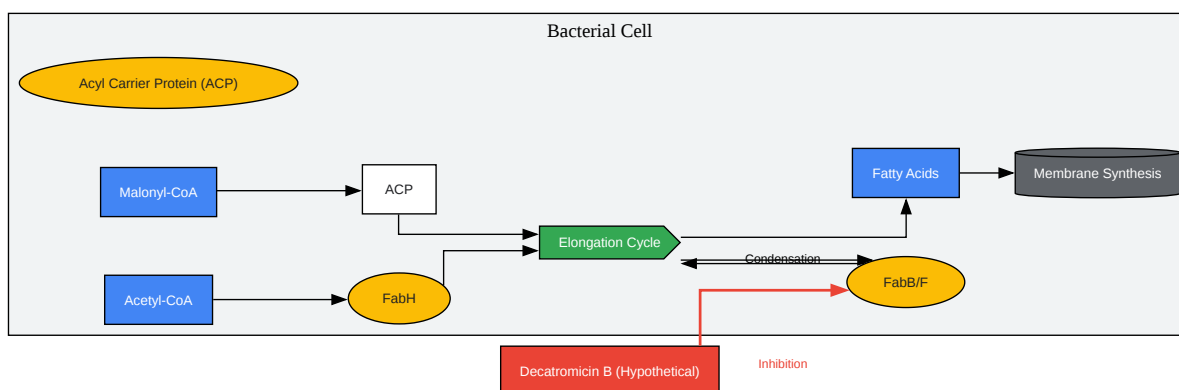 Bacterial Cell
Acyl Carrier Protein (ACP)
Malonyl-CoA
ACP
Fatty Acids
Membrane Synthesis
Elongation Cycle
Condensation
Acetyl-CoA
FabH
FabB/F
Decatromicin B (Hypothetical)
Inhibition